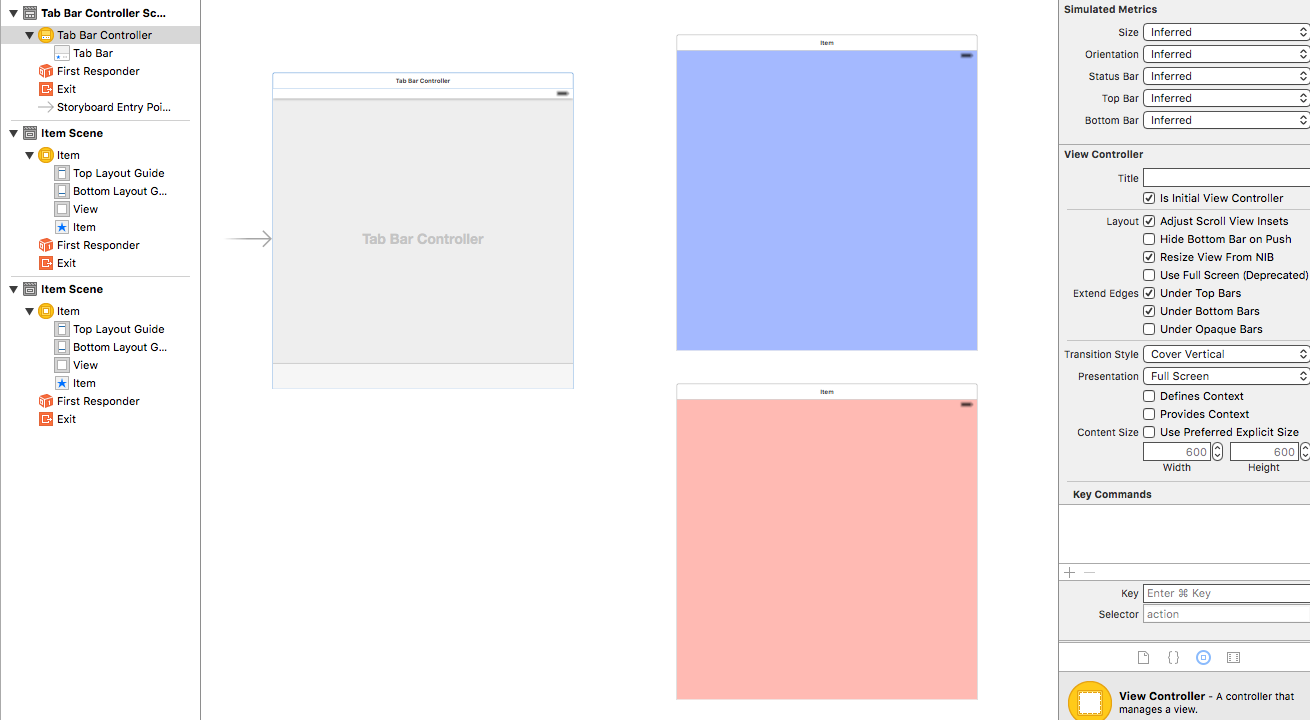 Tab Bar Controller Sc...
Tab Bar Controller
Tab Bar
First Responder
Exit
Storyboard Entry Poi...
Item Scene
Item
Top Layout Guide
Bottom Layout G...
View
Item
First Responder
Exit
Item Scene
Item
Top Layout Guide
Bottom Layout G...
View
Item
First Responder
Exit
Tab Bar Controller
Tab Bar Controller
Item
Item
Simulated Metrics
Size Inferred
Orientation Inferred
Status Bar Inferred
Top Bar Inferred
Bottom Bar Inferred
View Controller
Title
Is Initial View Controller
Layout Adjust Scroll View Insets
Hide Bottom Bar on Push
Resize View From NIB
Use Full Screen (Deprecated)
Extend Edges Under Top Bars
Under Bottom Bars
Under Opaque Bars
Transition Style Cover Vertical
Presentation Full Screen
Defines Context
Provides Context
Content Size Use Preferred Explicit Size
600 600
Width Height
Key Commands
Key Enter ⌘ Key
Selector action
{}
View Controller - A controller that
manages a view.